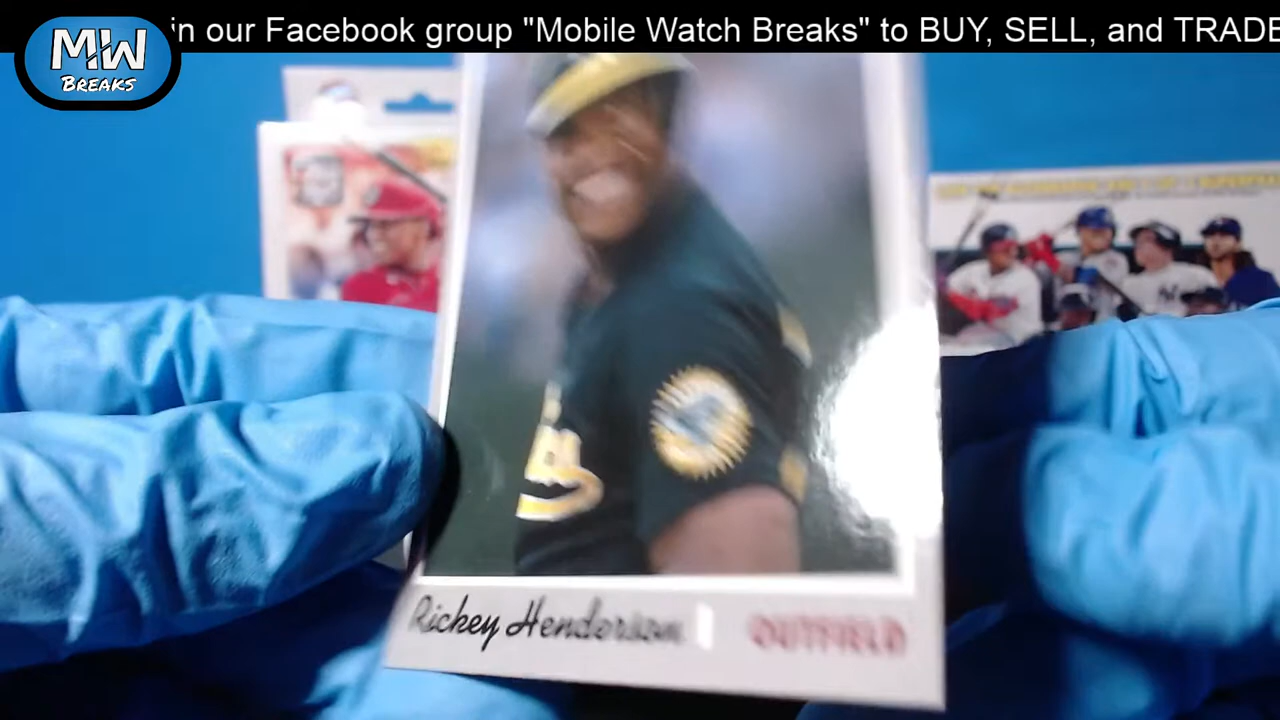 in our Facebook group "Mobile Watch Breaks" to BUY, SELL, and TRADE
MW
BREAKS
Rickey Henderson OUTFIELD